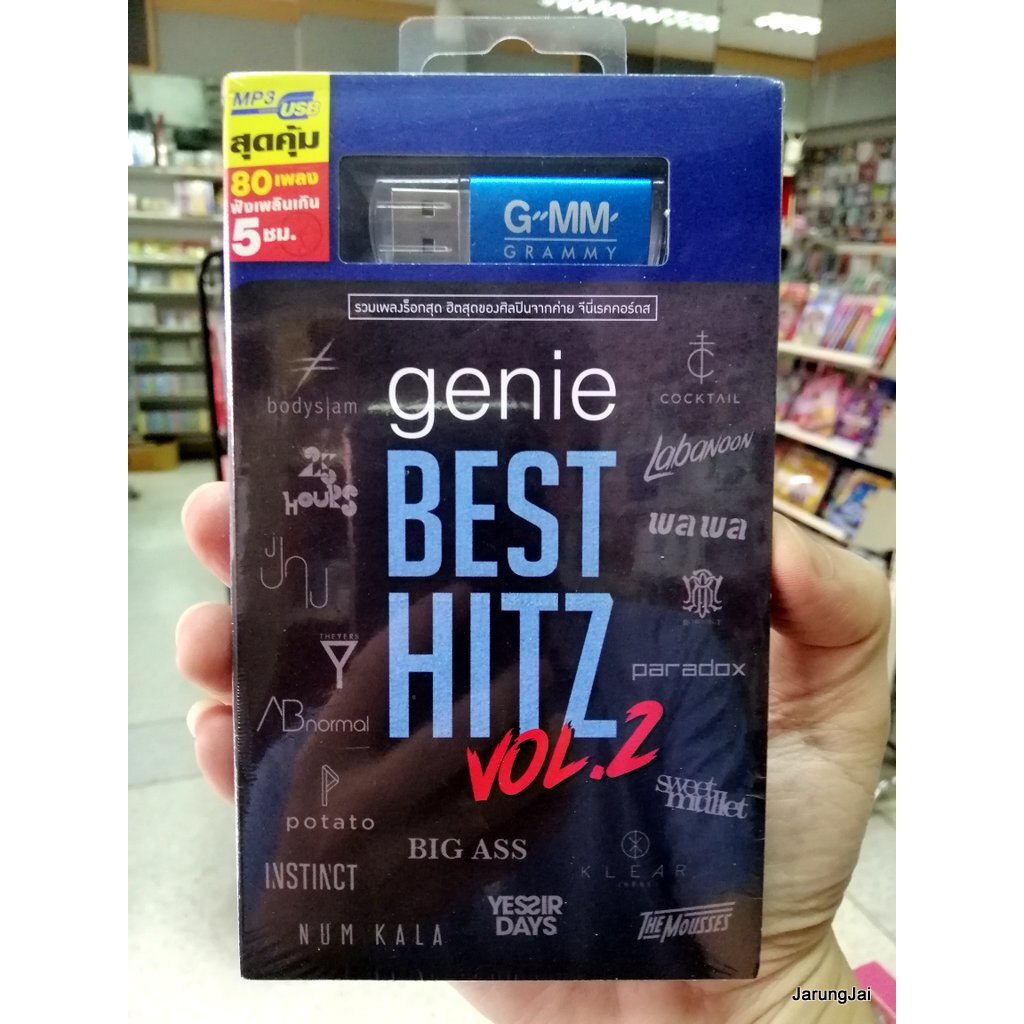 MP3
USB
สุดคุ้ม
80 เพลง
ฟังเพลินเกิน
5 ชม.
G"MM'
GRAMMY
รวมเพลงร็อกสุด ฮิตสุดของศิลปินจากค่าย จีนี่เรคคอร์ดส
genie
BEST
HITZ
VOL.2
bodyslam
25
hours
THEYERS
Y
ABnormal
potato
INSTINCT
NUM KALA
BIG ASS
YES'SIR
DAYS
COCKTAIL
LABANOON
พลพล
paradox
sweet
mullet
KLEAR
THE MOUSSES
JarungJai